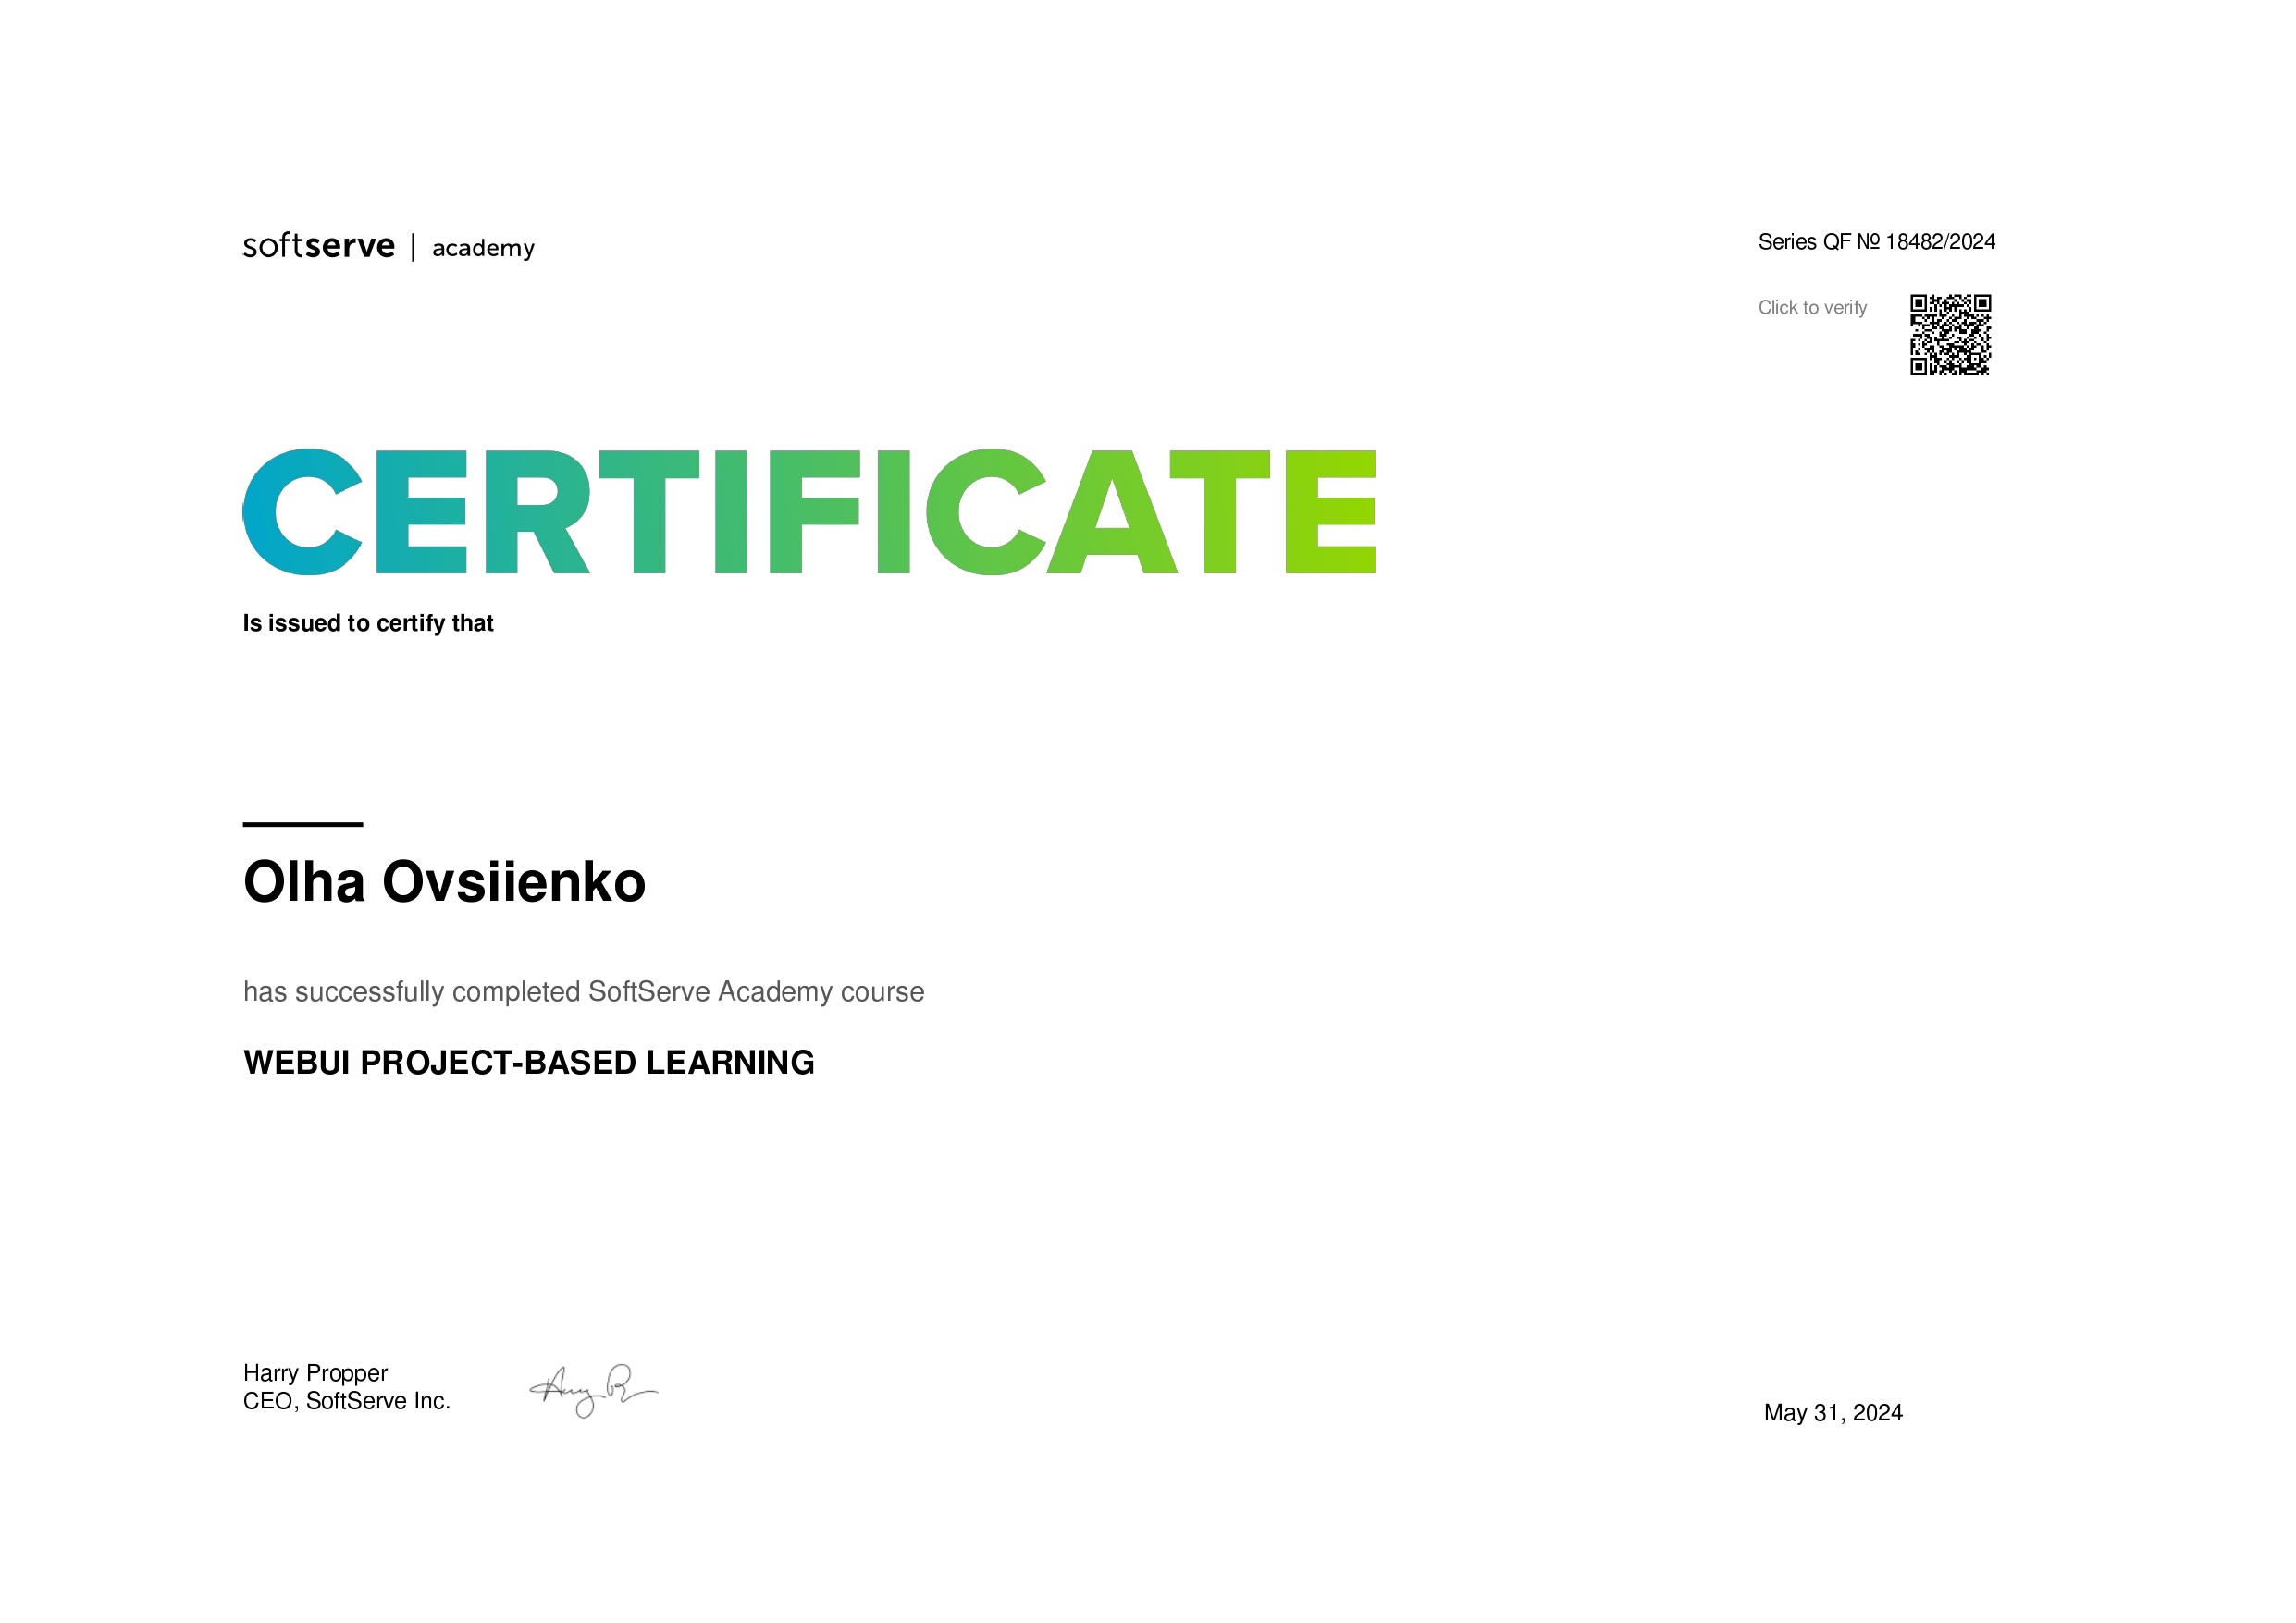 softserve | academy
Series QF № 18482/2024
Click to verify
CERTIFICATE
Is issued to certify that
Olha Ovsiienko
has successfully completed SoftServe Academy course
WEBUI PROJECT-BASED LEARNING
Harry Propper
CEO, SoftServe Inc.
May 31, 2024